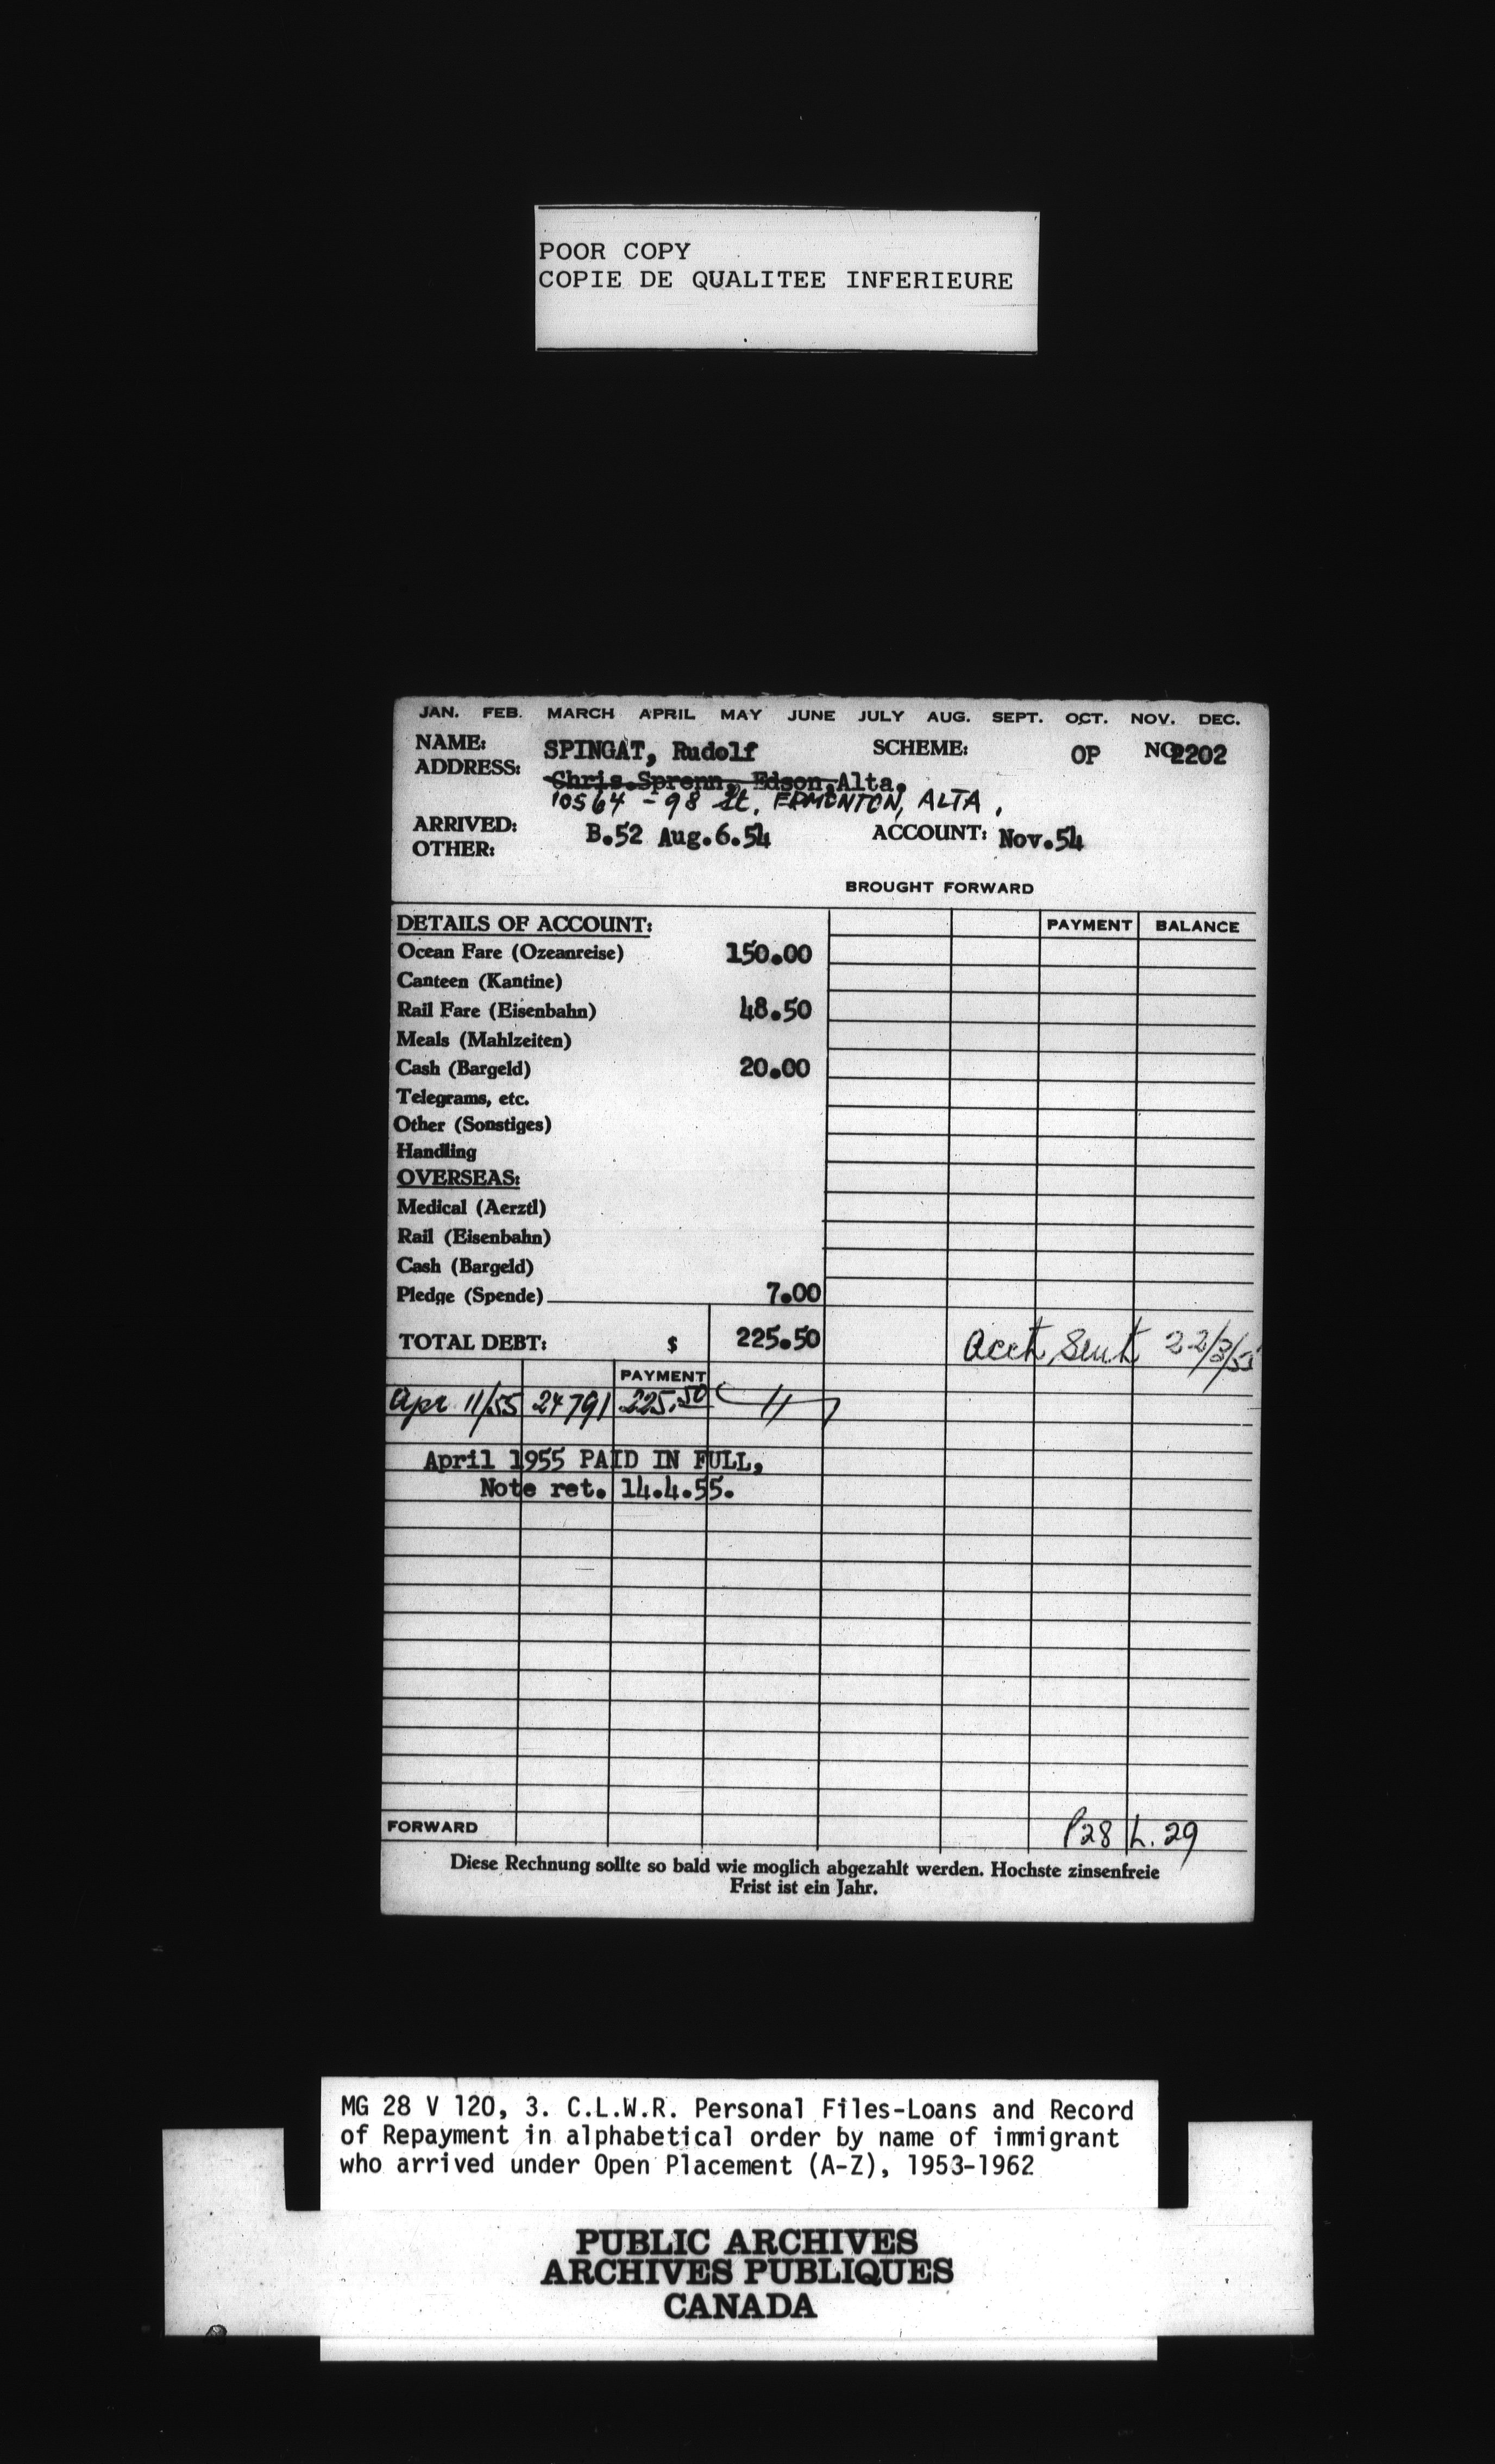 POOR COPY
COPIE DE QUALITEE INFERIEURE
JAN. FEB. MARCH APRIL MAY JUNE JULY AUG. SEPT. OCT. NOV. DEC.
NAME: SPINGAT, Rudolf SCHEME: OP NO 2202
ADDRESS: Chris.Sprenn, Edson, Alta.
10564 - 98 St, EDMONTON, ALTA,
ARRIVED: B.52 Aug.6.54 ACCOUNT: Nov.54
OTHER:
BROUGHT FORWARD
DETAILS OF ACCOUNT: PAYMENT BALANCE
Ocean Fare (Ozeanreise) 150.00
Canteen (Kantine)
Rail Fare (Eisenbahn) 48.50
Meals (Mahlzeiten)
Cash (Bargeld) 20.00
Telegrams, etc.
Other (Sonstiges)
Handling
OVERSEAS:
Medical (Aerztl)
Rail (Eisenbahn)
Cash (Bargeld)
Pledge (Spende) 7.00
TOTAL DEBT: $ 225.50 Acct Sent 22/3/55
PAYMENT
Apr 11/55 24791 225.50
April 1955 PAID IN FULL,
Note ret. 14.4.55.
FORWARD P28 L. 29
Diese Rechnung sollte so bald wie moglich abgezahlt werden. Hochste zinsenfreie
Frist ist ein Jahr.
MG 28 V 120, 3. C.L.W.R. Personal Files-Loans and Record
of Repayment in alphabetical order by name of immigrant
who arrived under Open Placement (A-Z), 1953-1962
PUBLIC ARCHIVES
ARCHIVES PUBLIQUES
CANADA